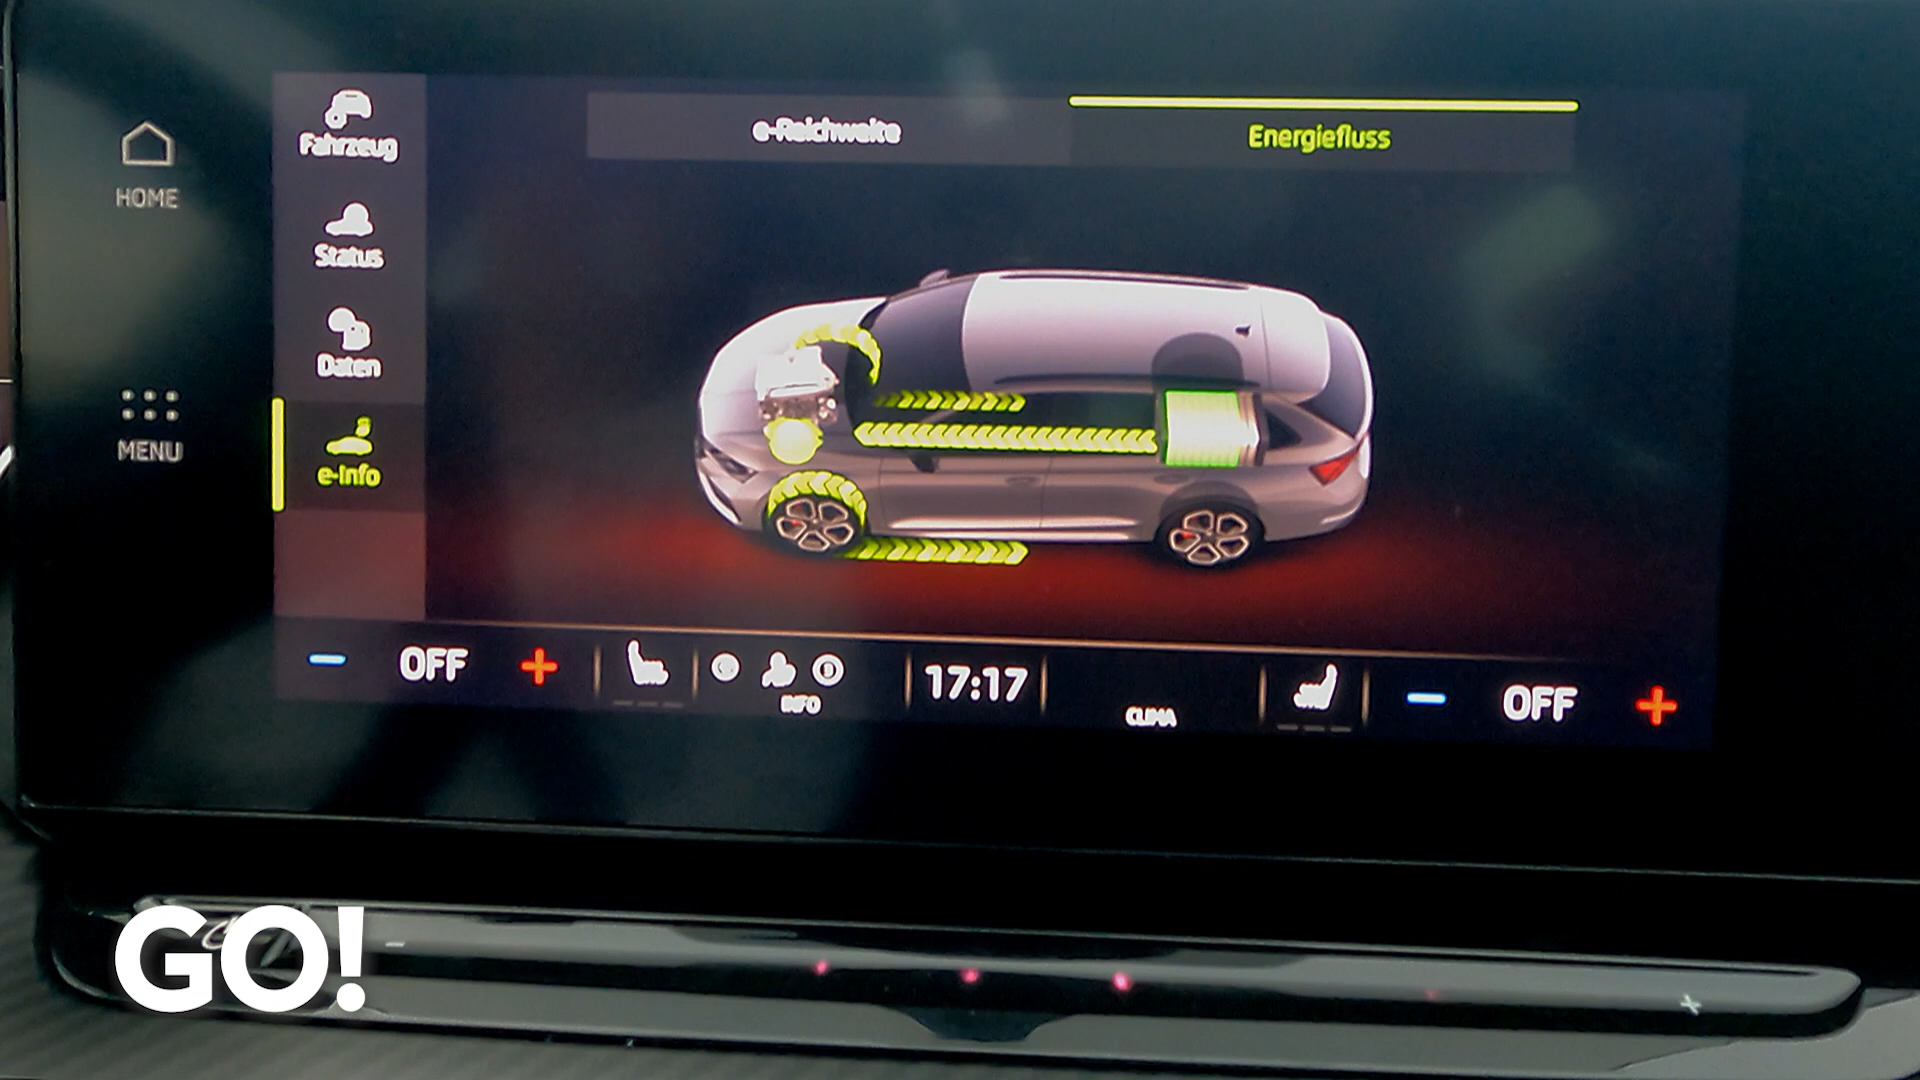 HOME
MENU
Fahrzeug
Status
Daten
e-Info
e-Reichweite
Energiefluss
OFF
INFO
17:17
CLIMA
OFF
GO!